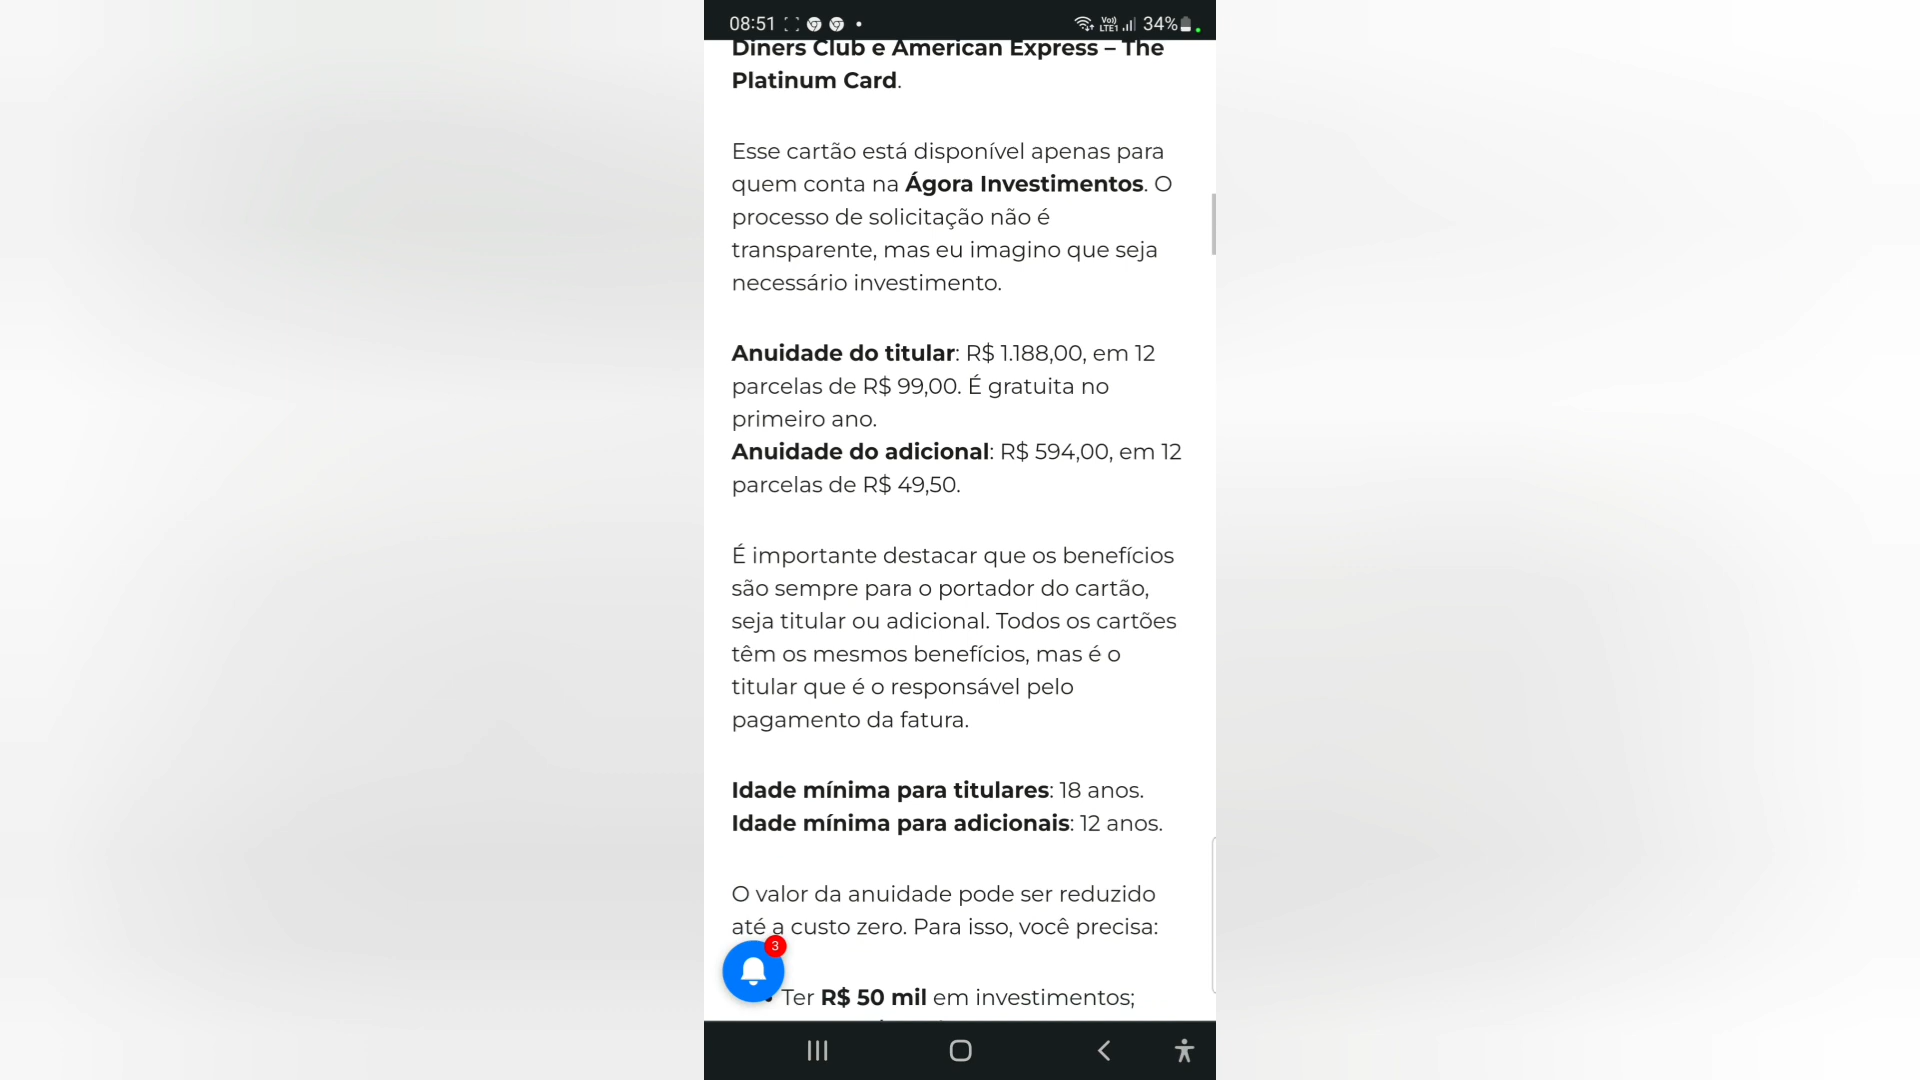 08:51
Vo))
LTE1
34%
Diners Club e American Express – The
Platinum Card.
Esse cartão está disponível apenas para
quem conta na Ágora Investimentos. O
processo de solicitação não é
transparente, mas eu imagino que seja
necessário investimento.
Anuidade do titular: R$ 1.188,00, em 12
parcelas de R$ 99,00. É gratuita no
primeiro ano.
Anuidade do adicional: R$ 594,00, em 12
parcelas de R$ 49,50.
É importante destacar que os benefícios
são sempre para o portador do cartão,
seja titular ou adicional. Todos os cartões
têm os mesmos benefícios, mas é o
titular que é o responsável pelo
pagamento da fatura.
Idade mínima para titulares: 18 anos.
Idade mínima para adicionais: 12 anos.
O valor da anuidade pode ser reduzido
até a custo zero. Para isso, você precisa:
3
• Ter R$ 50 mil em investimentos;